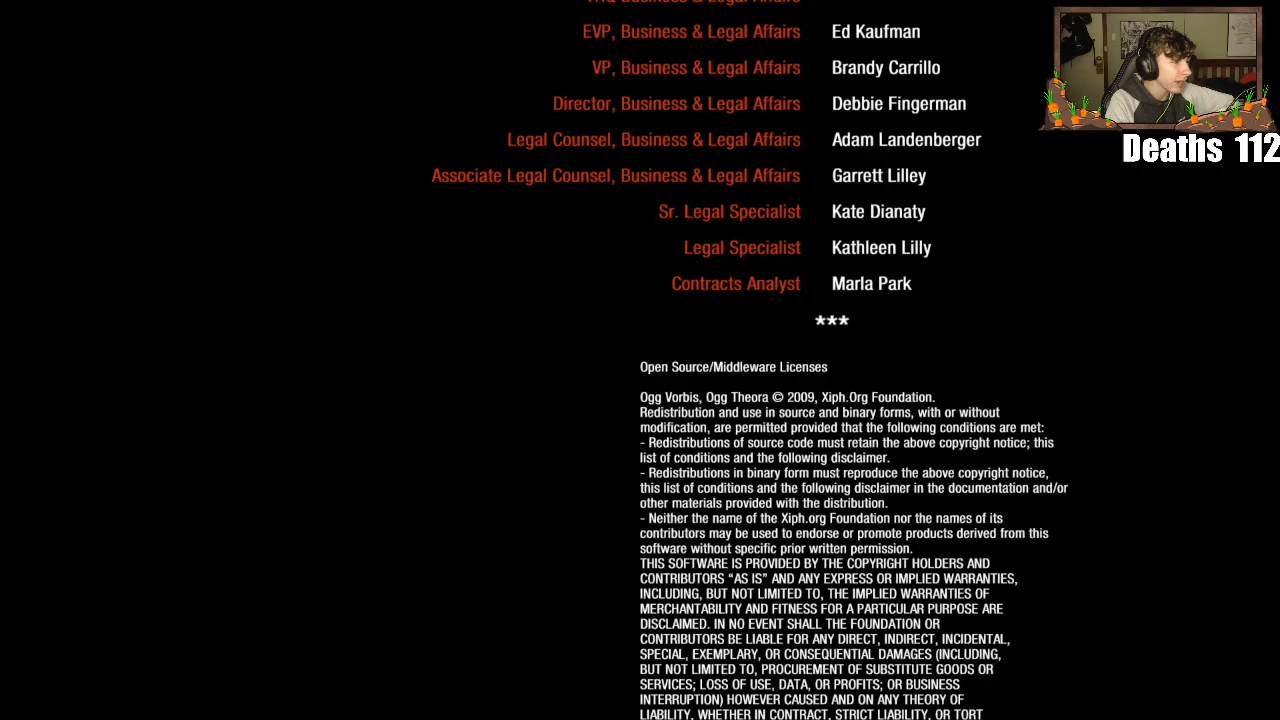 THQ Business & Legal Affairs
EVP, Business & Legal Affairs Ed Kaufman
VP, Business & Legal Affairs Brandy Carrillo
Director, Business & Legal Affairs Debbie Fingerman
Legal Counsel, Business & Legal Affairs Adam Landenberger
Associate Legal Counsel, Business & Legal Affairs Garrett Lilley
Sr. Legal Specialist Kate Dianaty
Legal Specialist Kathleen Lilly
Contracts Analyst Marla Park
***
Deaths 112
Open Source/Middleware Licenses
Ogg Vorbis, Ogg Theora © 2009, Xiph.Org Foundation.
Redistribution and use in source and binary forms, with or without
modification, are permitted provided that the following conditions are met:
- Redistributions of source code must retain the above copyright notice; this
list of conditions and the following disclaimer.
- Redistributions in binary form must reproduce the above copyright notice,
this list of conditions and the following disclaimer in the documentation and/or
other materials provided with the distribution.
- Neither the name of the Xiph.org Foundation nor the names of its
contributors may be used to endorse or promote products derived from this
software without specific prior written permission.
THIS SOFTWARE IS PROVIDED BY THE COPYRIGHT HOLDERS AND
CONTRIBUTORS “AS IS” AND ANY EXPRESS OR IMPLIED WARRANTIES,
INCLUDING, BUT NOT LIMITED TO, THE IMPLIED WARRANTIES OF
MERCHANTABILITY AND FITNESS FOR A PARTICULAR PURPOSE ARE
DISCLAIMED. IN NO EVENT SHALL THE FOUNDATION OR
CONTRIBUTORS BE LIABLE FOR ANY DIRECT, INDIRECT, INCIDENTAL,
SPECIAL, EXEMPLARY, OR CONSEQUENTIAL DAMAGES (INCLUDING,
BUT NOT LIMITED TO, PROCUREMENT OF SUBSTITUTE GOODS OR
SERVICES; LOSS OF USE, DATA, OR PROFITS; OR BUSINESS
INTERRUPTION) HOWEVER CAUSED AND ON ANY THEORY OF
LIABILITY, WHETHER IN CONTRACT, STRICT LIABILITY, OR TORT